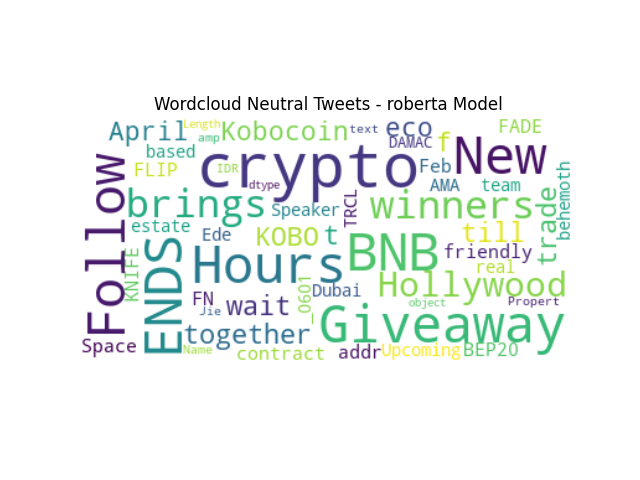 Wordcloud Neutral Tweets - roberta Model
April
Length
amp
Kobocoin
text
eco
DAMAC
f
New
FADE
based
FLIP
IDR
dtype
crypto
Feb
AMA
team
behemoth
Follow
brings
Speaker
TRCL
winners
trade
estate
Ede
KOBO
t
BNB
till
friendly
real
KNIFE
ENDS
Hours
FN
Jie
wait
_0601
Dubai
Hollywood
object
Propert
together
Giveaway
Space
Name
contract
addr
Upcoming
BEP20